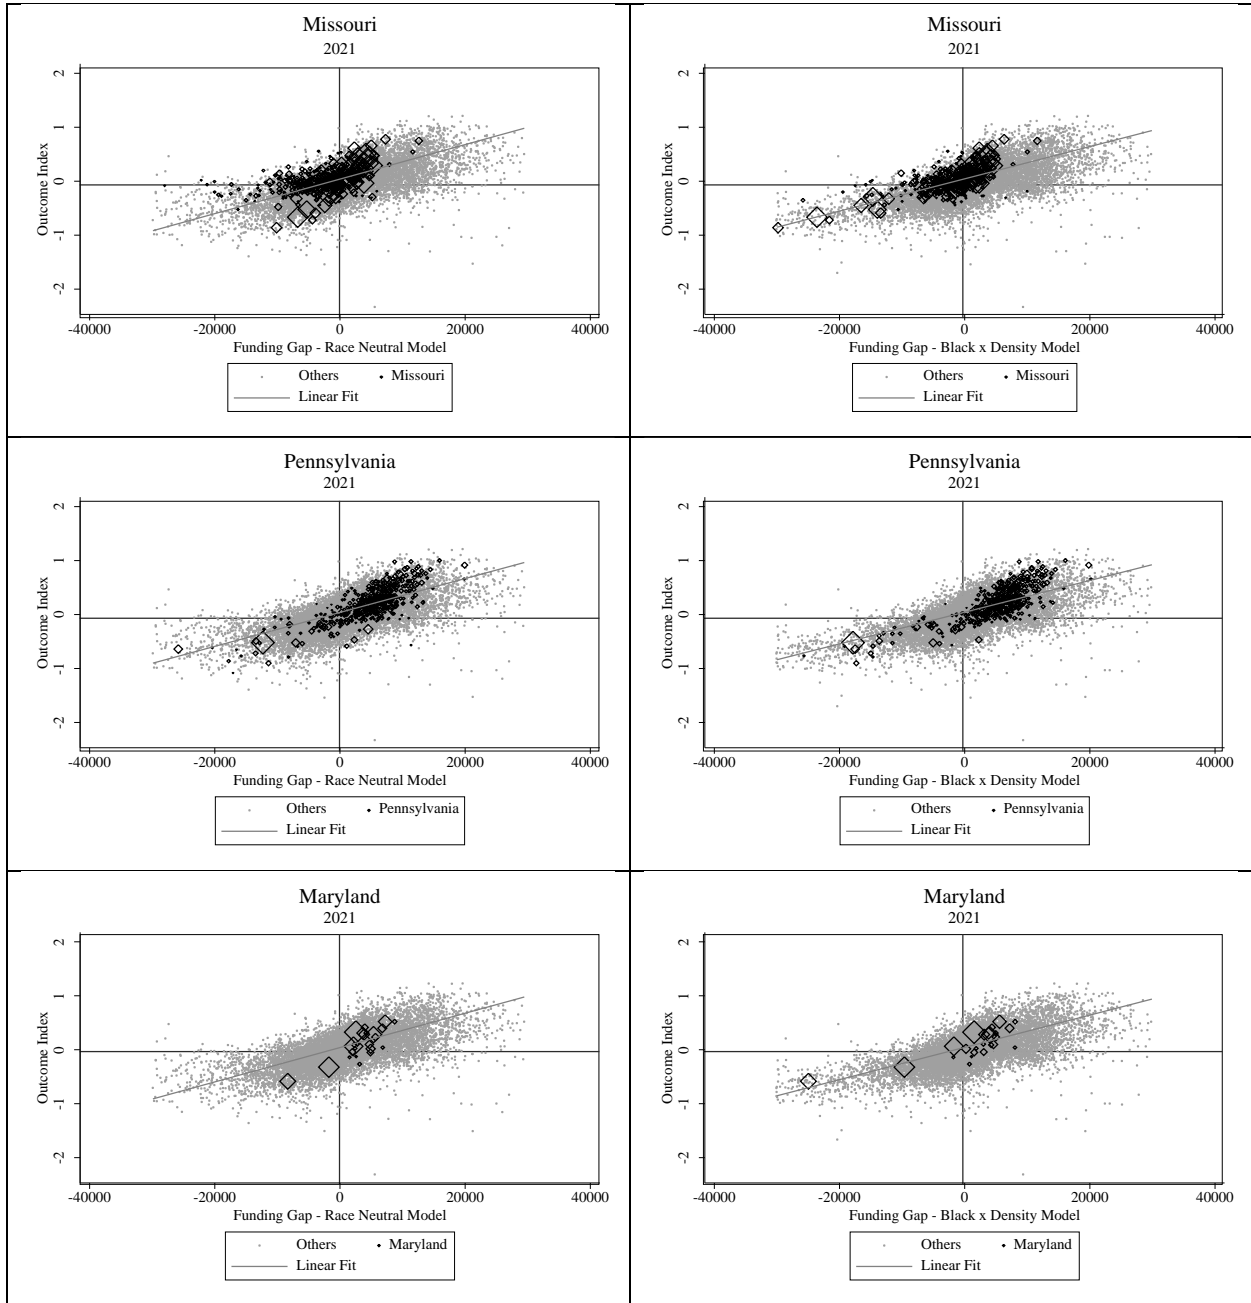 Missouri
2021
2
1
0
-1
-2
Outcome Index
-40000 -20000 0 20000 40000
Funding Gap - Race Neutral Model
Others Missouri
Linear Fit
Missouri
2021
2
1
0
-1
-2
Outcome Index
-40000 -20000 0 20000 40000
Funding Gap - Black x Density Model
Others Missouri
Linear Fit
Pennsylvania
2021
2
1
0
-1
-2
Outcome Index
-40000 -20000 0 20000 40000
Funding Gap - Race Neutral Model
Others Pennsylvania
Linear Fit
Pennsylvania
2021
2
1
0
-1
-2
Outcome Index
-40000 -20000 0 20000 40000
Funding Gap - Black x Density Model
Others Pennsylvania
Linear Fit
Maryland
2021
2
1
0
-1
-2
Outcome Index
-40000 -20000 0 20000 40000
Funding Gap - Race Neutral Model
Others Maryland
Linear Fit
Maryland
2021
2
1
0
-1
-2
Outcome Index
-40000 -20000 0 20000 40000
Funding Gap - Black x Density Model
Others Maryland
Linear Fit